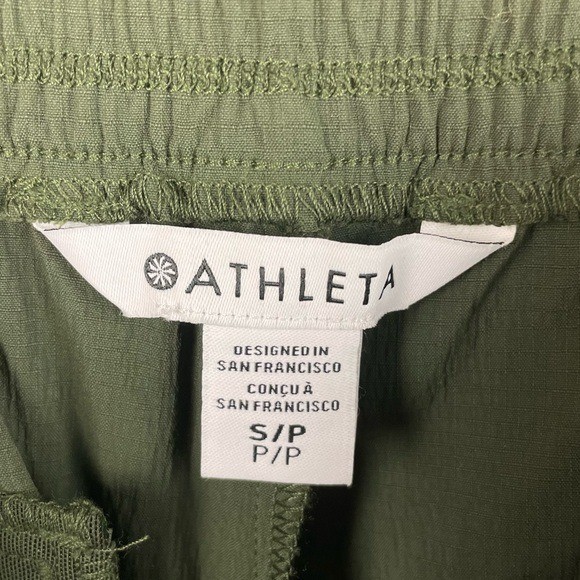 ATHLETA
DESIGNED IN
SAN FRANCISCO
CONÇU À
SAN FRANCISCO
S/P
P/P